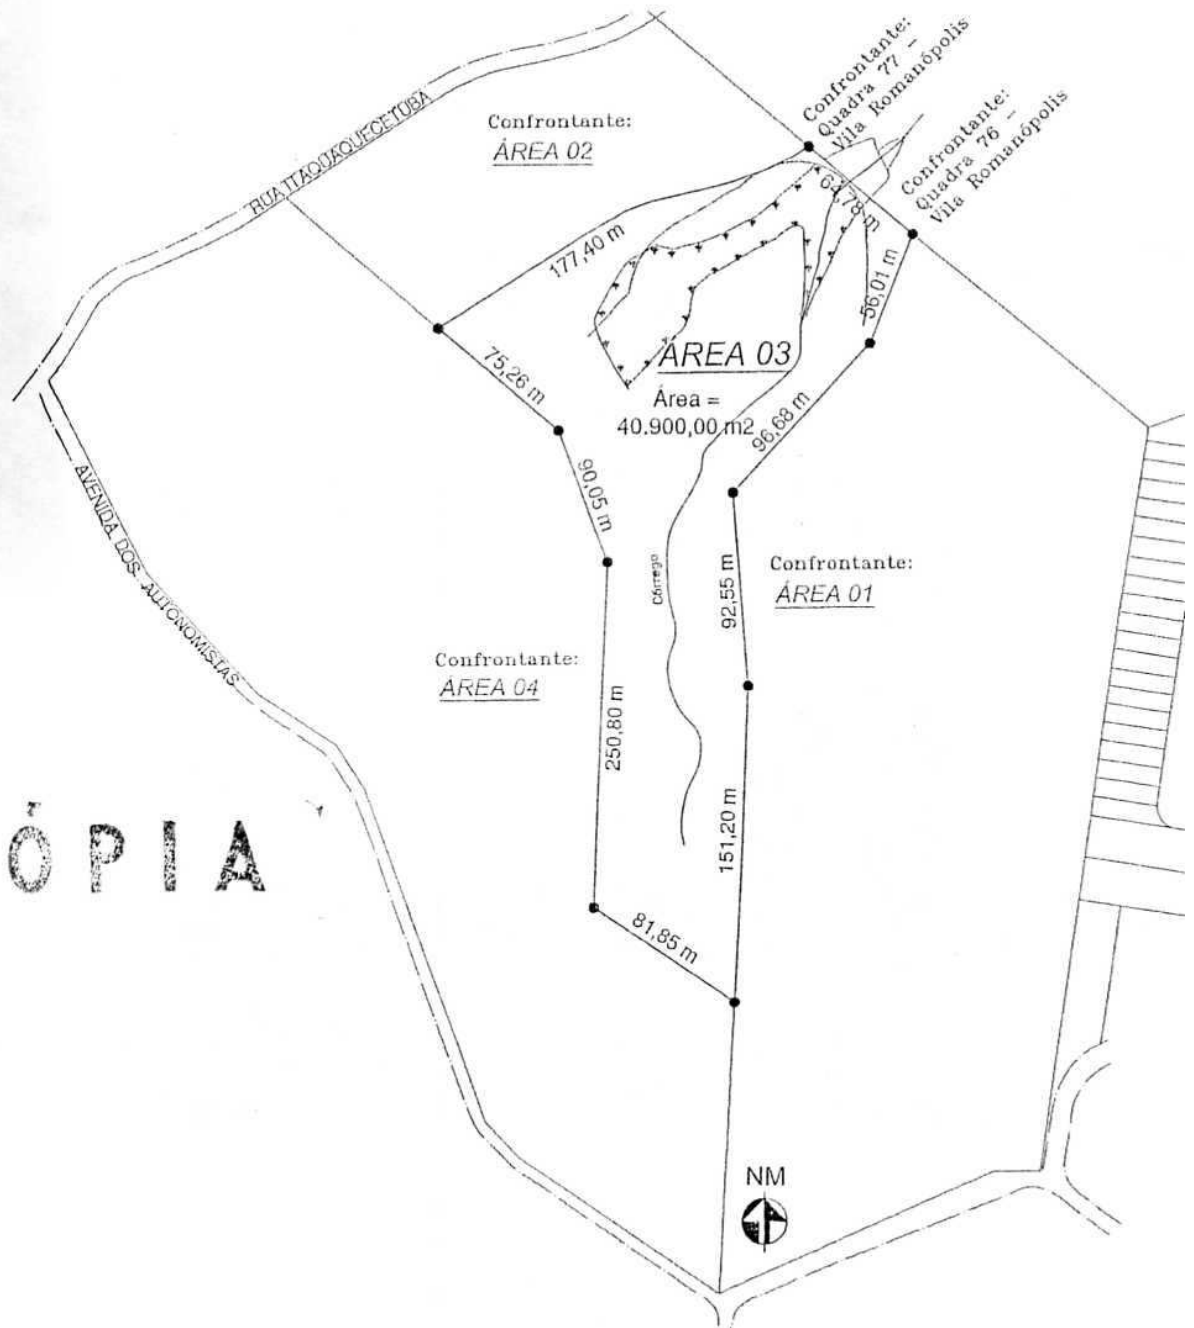 Confrontante:
Quadra 77 –
Vila Romanópolis
Confrontante:
Quadra 76 –
Vila Romanópolis
RUA ITAQUAQUECETUBA
Confrontante:
ÁREA 02
177,40 m
64,78 m
56,01 m
75,26 m
ÁREA 03
Área =
40.900,00 m2
96,68 m
90,05 m
AVENIDA DOS AUTONOMISTAS
Córrego
92,55 m
Confrontante:
ÁREA 01
Confrontante:
ÁREA 04
250,80 m
151,20 m
ÓPIA
81,85 m
NM